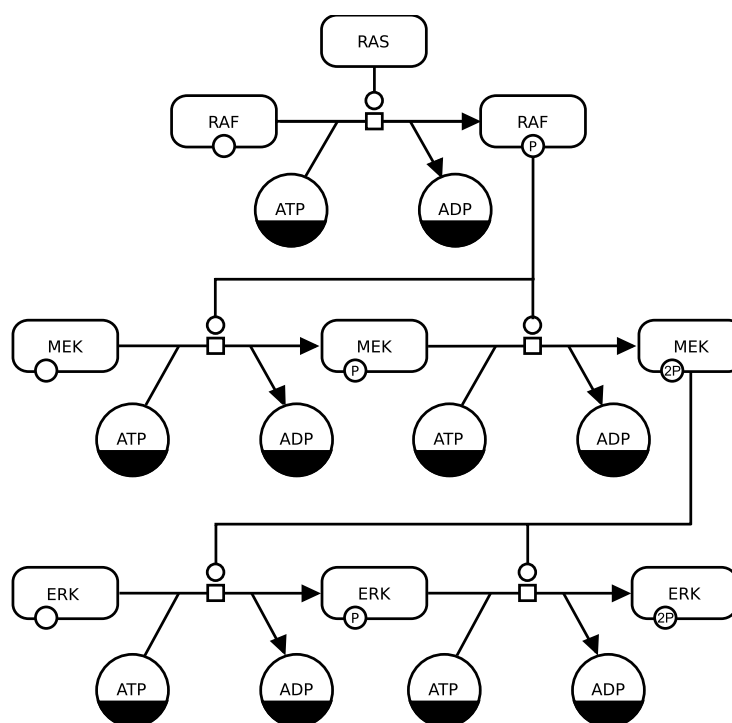 RAS
RAF
RAF
P
ATP
ADP
MEK
MEK
MEK
P
2P
ATP
ADP
ATP
ADP
ERK
ERK
ERK
P
2P
ATP
ADP
ATP
ADP